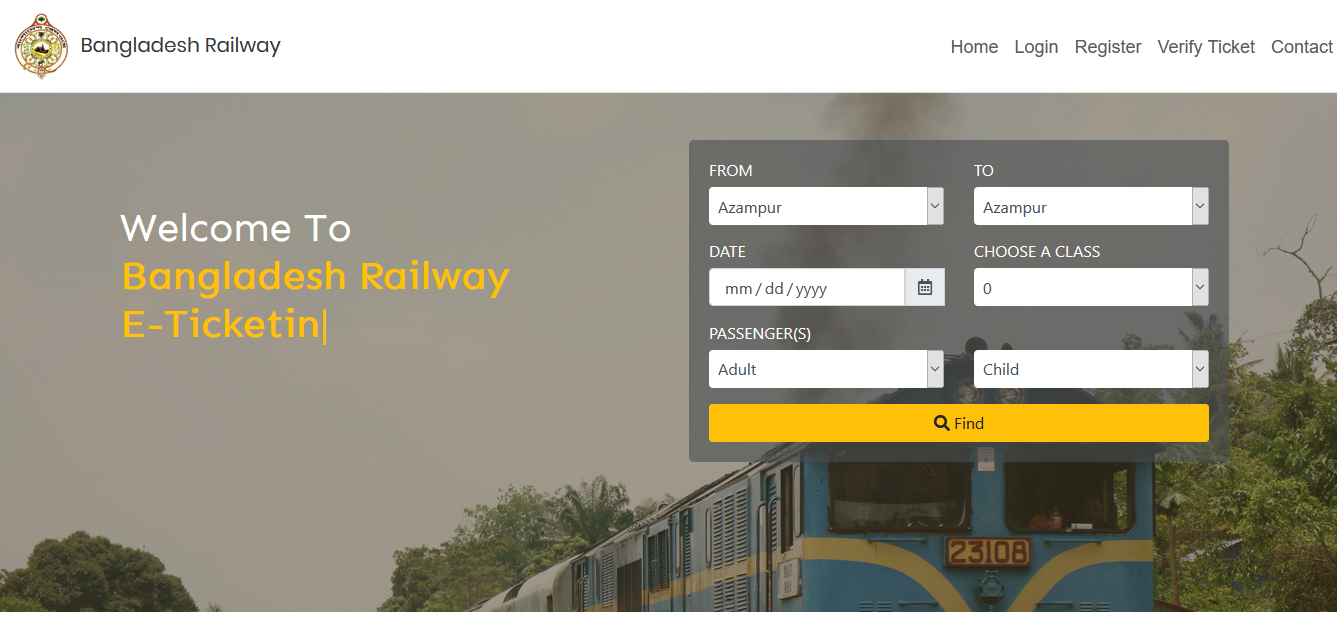 Bangladesh Railway
Home Login Register Verify Ticket Contact
Welcome To
Bangladesh Railway
E-Ticketin
FROM
Azampur
TO
Azampur
DATE
mm / dd / yyyy
CHOOSE A CLASS
0
PASSENGER(S)
Adult
Child
Find
23108